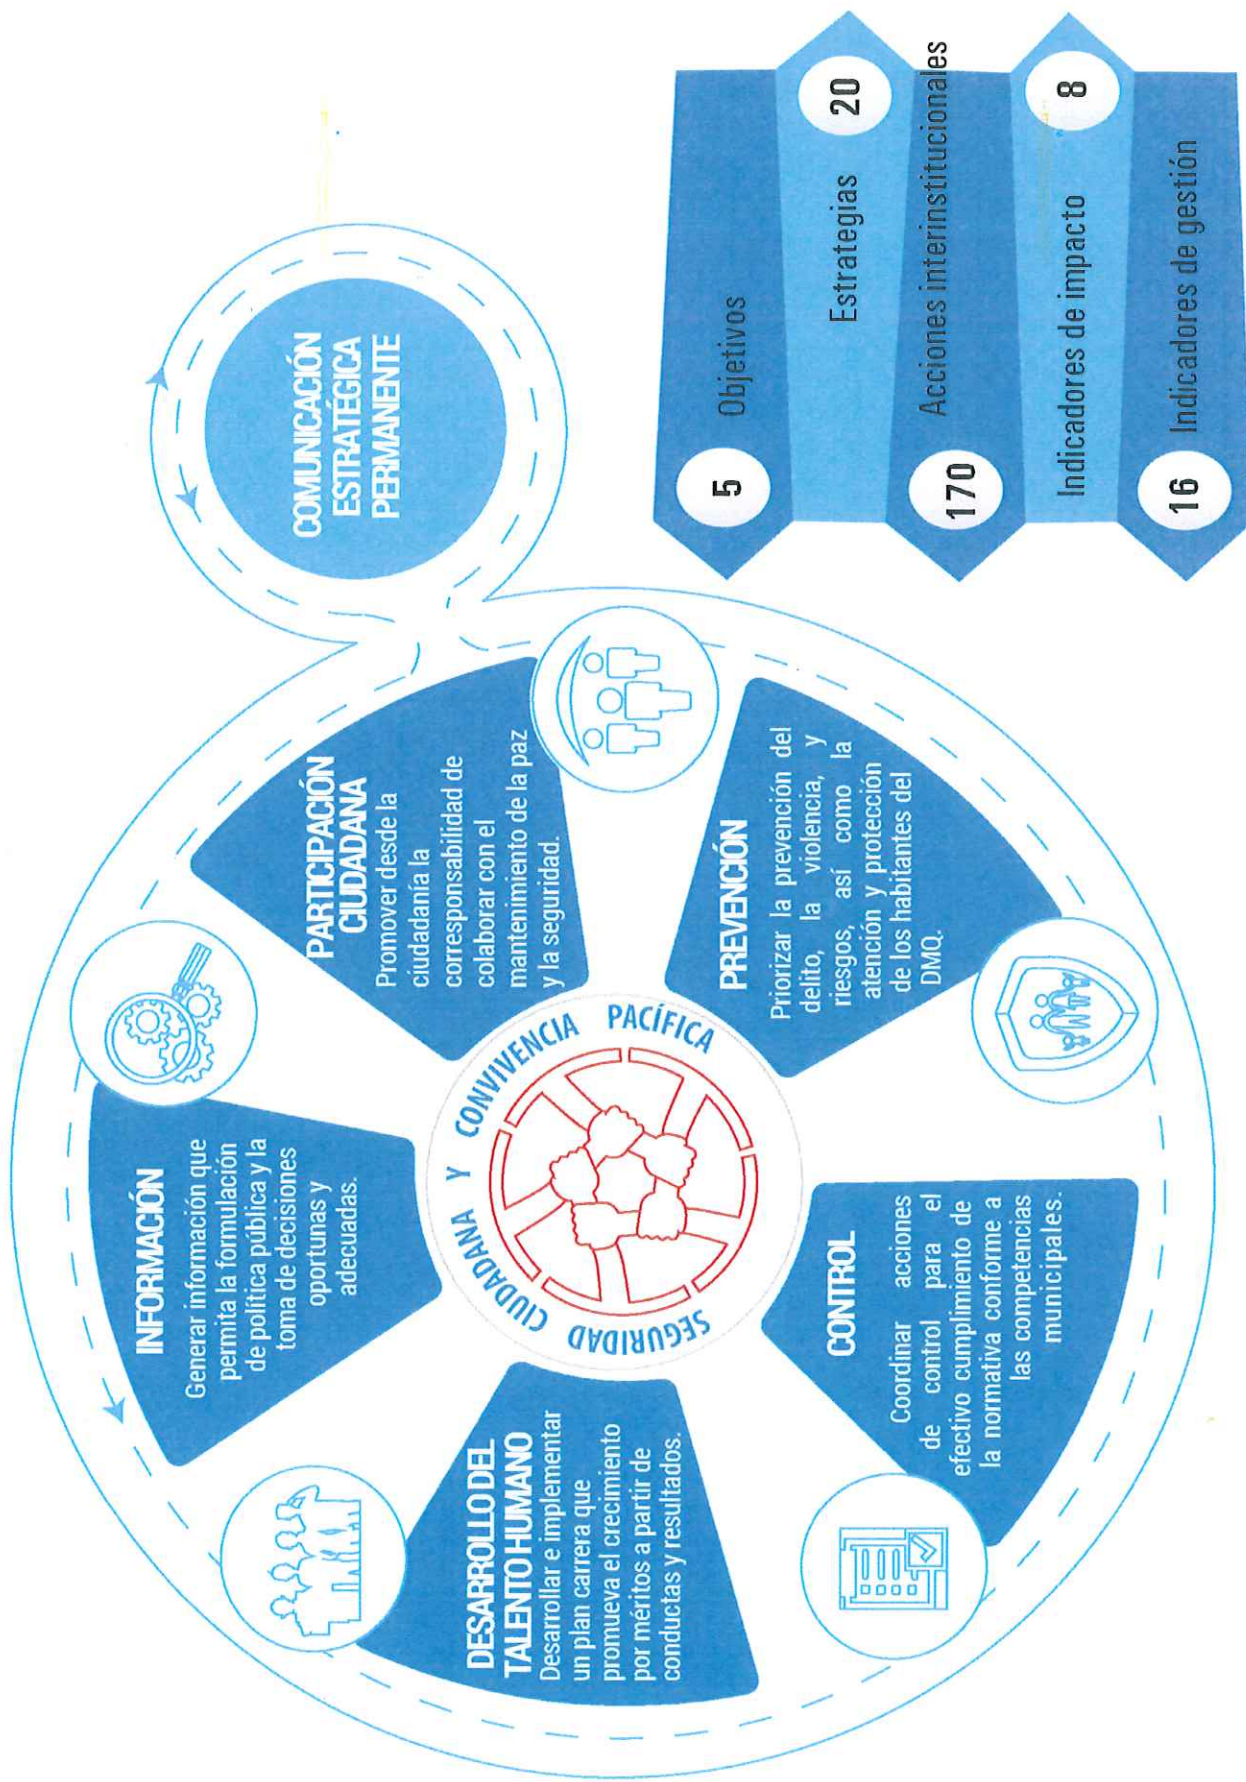 COMUNICACIÓN
ESTRATÉGICA
PERMANENTE
INFORMACIÓN
Generar información que
permita la formulación
de política pública y la
toma de decisiones
oportunas y
adecuadas.
PARTICIPACIÓN
CIUDADANA
Promover desde la
ciudadanía la
corresponsabilidad de
colaborar con el
mantenimiento de la paz
y la seguridad.
DESARROLLO DEL
TALENTO HUMANO
Desarrollar e implementar
un plan carrera que
promueva el crecimiento
por méritos a partir de
conductas y resultados.
SEGURIDAD CIUDADANA Y CONVIVENCIA PACÍFICA
PREVENCIÓN
Priorizar la prevención del
delito, la violencia, y
riesgos, así como la
atención y protección
de los habitantes del
DMQ.
CONTROL
Coordinar acciones
de control para el
efectivo cumplimiento de
la normativa conforme a
las competencias
municipales.
5 Objetivos
Estrategias 20
170 Acciones interinstitucionales
Indicadores de impacto 8
16 Indicadores de gestión